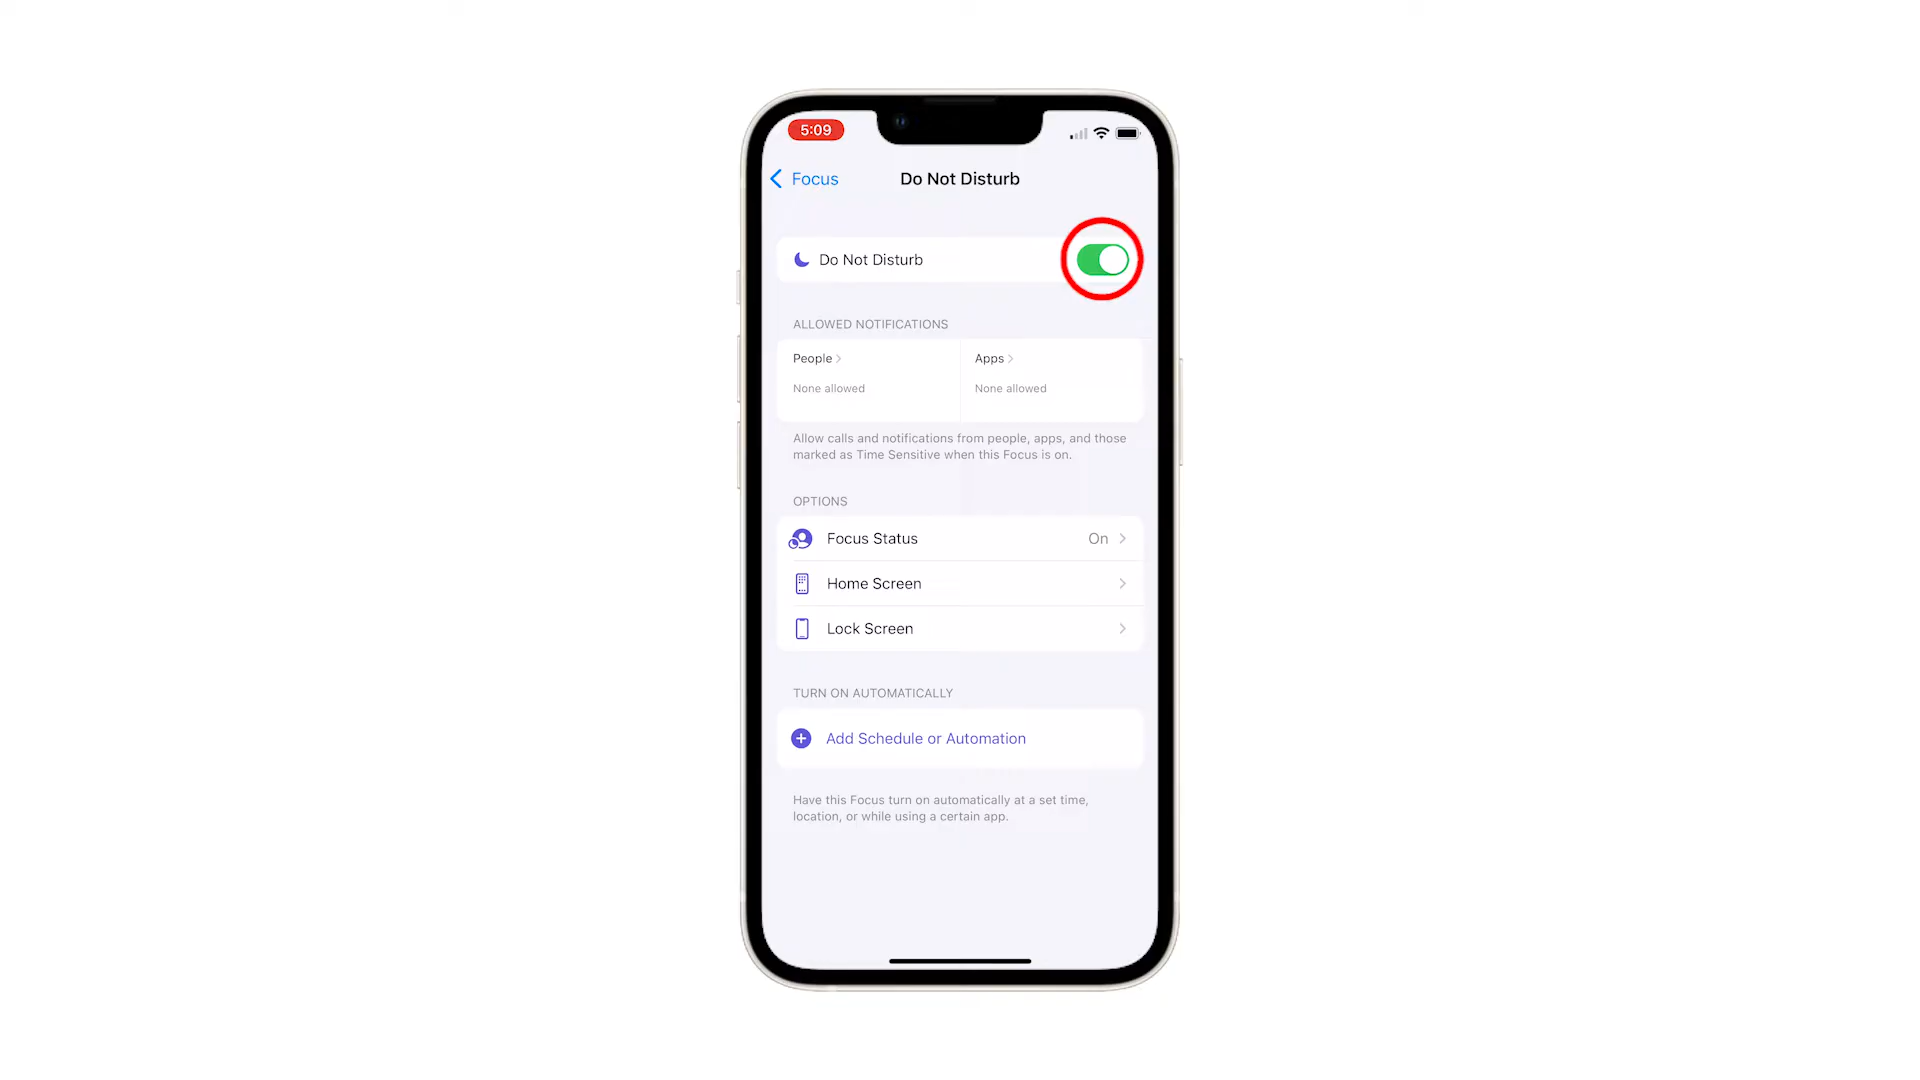 5:09
Focus
Do Not Disturb
Do Not Disturb
ALLOWED NOTIFICATIONS
People
Apps
None allowed
None allowed
Allow calls and notifications from people, apps, and those
marked as Time Sensitive when this Focus is on.
OPTIONS
Focus Status
On
Home Screen
Lock Screen
TURN ON AUTOMATICALLY
Add Schedule or Automation
Have this Focus turn on automatically at a set time,
location, or while using a certain app.